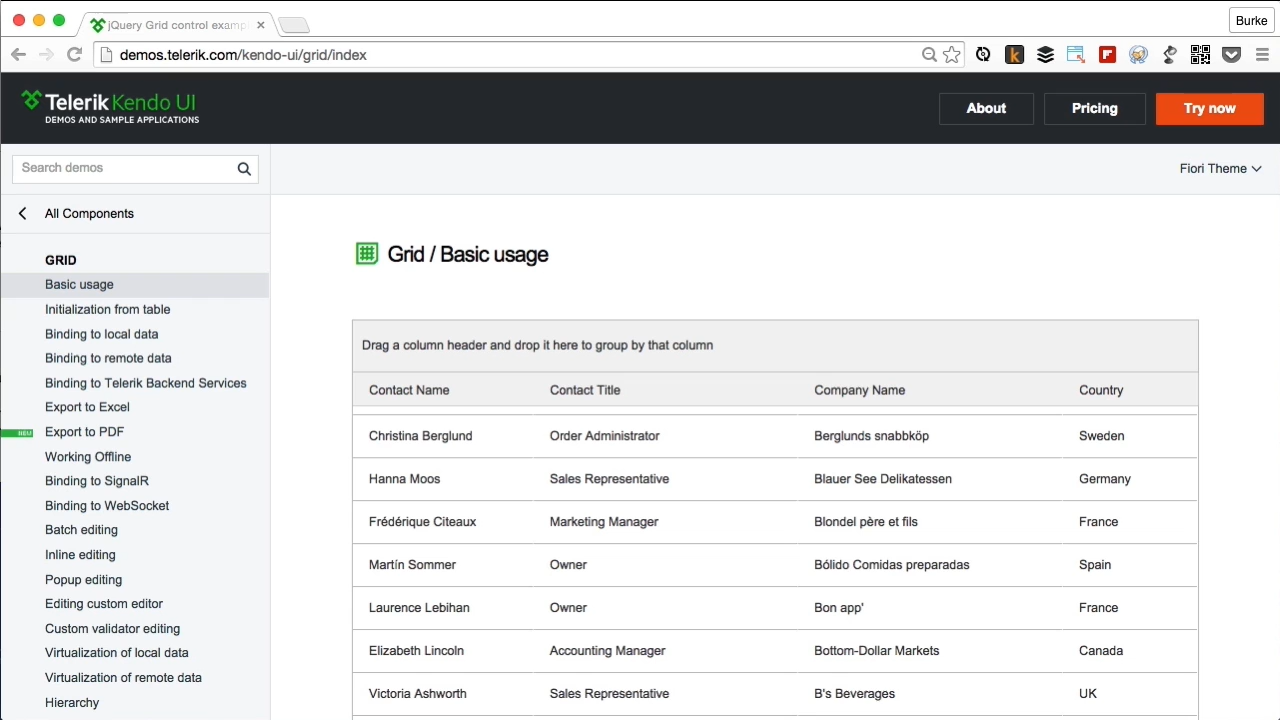 jQuery Grid control examp
Burke
demos.telerik.com/kendo-ui/grid/index
Telerik Kendo UI
DEMOS AND SAMPLE APPLICATIONS
About
Pricing
Try now
Search demos
Fiori Theme
All Components
GRID
Basic usage
Initialization from table
Binding to local data
Binding to remote data
Binding to Telerik Backend Services
Export to Excel
Export to PDF
Working Offline
Binding to SignalR
Binding to WebSocket
Batch editing
Inline editing
Popup editing
Editing custom editor
Custom validator editing
Virtualization of local data
Virtualization of remote data
Hierarchy
Grid / Basic usage
Drag a column header and drop it here to group by that column
Contact Name Contact Title Company Name Country
Christina Berglund Order Administrator Berglunds snabbköp Sweden
Hanna Moos Sales Representative Blauer See Delikatessen Germany
Frédérique Citeaux Marketing Manager Blondel père et fils France
Martín Sommer Owner Bólido Comidas preparadas Spain
Laurence Lebihan Owner Bon app' France
Elizabeth Lincoln Accounting Manager Bottom-Dollar Markets Canada
Victoria Ashworth Sales Representative B's Beverages UK